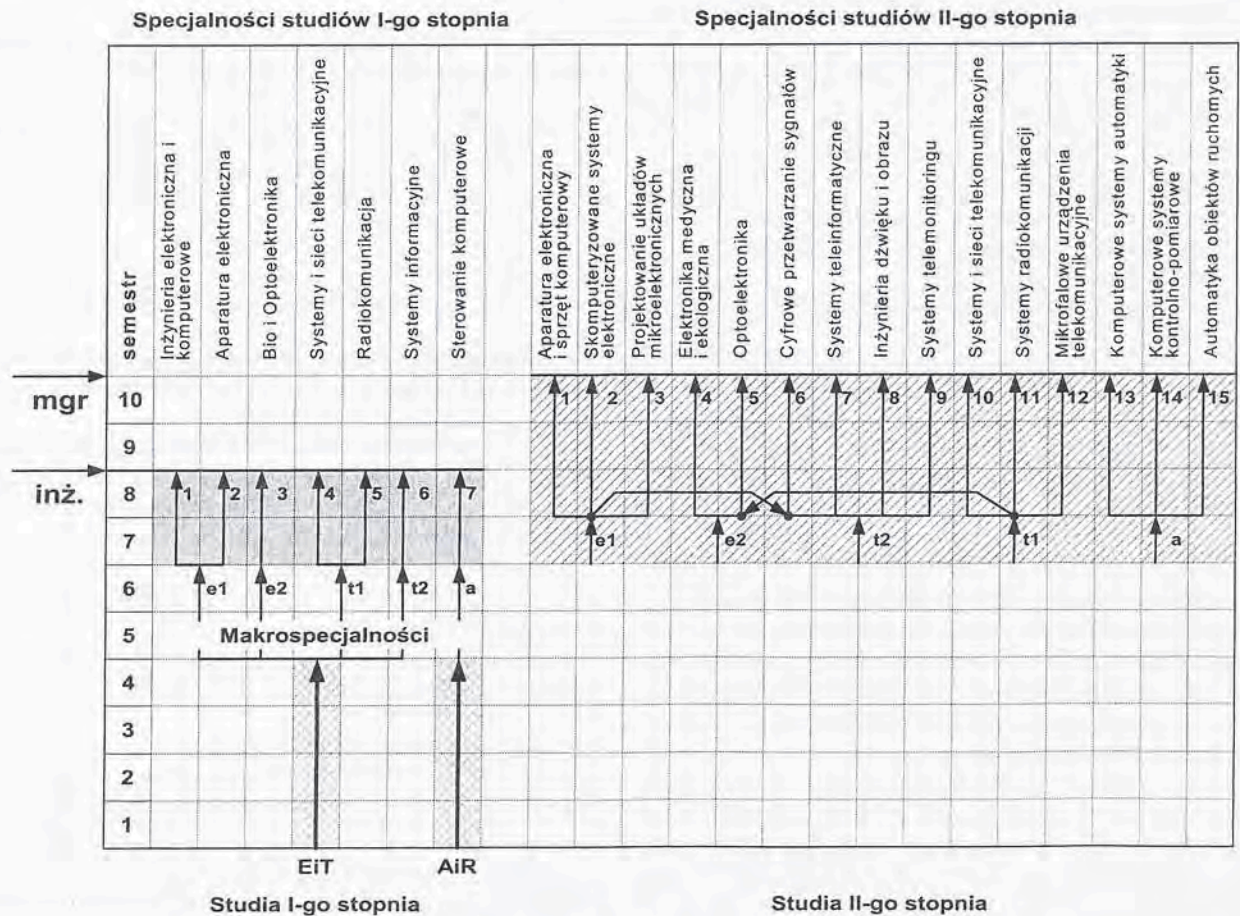 Specjalności studiów I-go stopnia
Specjalności studiów II-go stopnia
semestr
Inżynieria elektroniczna i
komputerowe
Aparatura elektroniczna
Bio i Optoelektronika
Systemy i sieci telekomunikacyjne
Radiokomunikacja
Systemy informacyjne
Sterowanie komputerowe
Aparatura elektroniczna
i sprzęt komputerowy
Skomputeryzowane systemy
elektroniczne
Projektowanie układów
mikroelektronicznych
Elektronika medyczna
i ekologiczna
Optoelektronika
Cyfrowe przetwarzanie sygnałów
Systemy teleinformatyczne
Inżynieria dźwięku i obrazu
Systemy telemonitoringu
Systemy i sieci telekomunikacyjne
Systemy radiokomunikacji
Mikrofalowe urządzenia
telekomunikacyjne
Komputerowe systemy automatyki
Komputerowe systemy
kontrolno-pomiarowe
Automatyka obiektów ruchomych
mgr
10
1 2 3 4 5 6 7 8 9 10 11 12 13 14 15
9
inż.
8
1 2 3 4 5 6 7
7
e1 e2 t2 t1 a
6
e1 e2 t1 t2 a
5
Makrospecjalności
4
3
2
1
EiT AiR
Studia I-go stopnia
Studia II-go stopnia